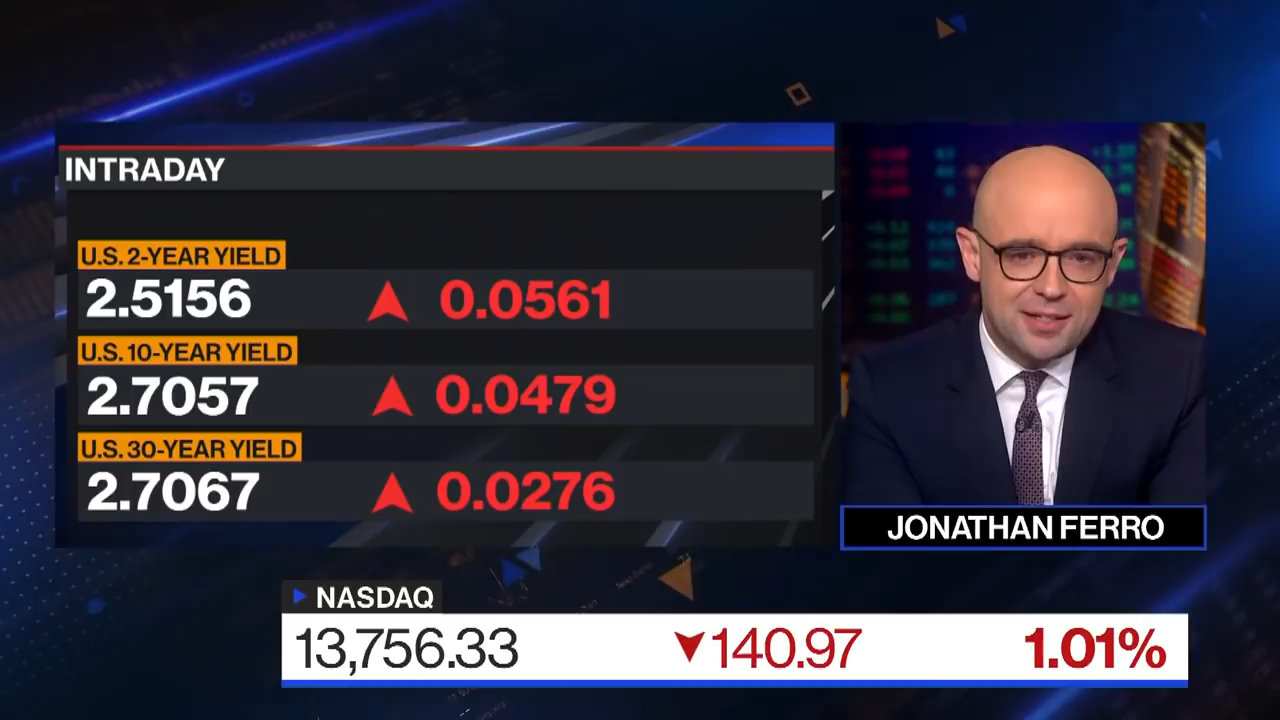 INTRADAY
U.S. 2-YEAR YIELD
2.5156 ▲ 0.0561
U.S. 10-YEAR YIELD
2.7057 ▲ 0.0479
U.S. 30-YEAR YIELD
2.7067 ▲ 0.0276
JONATHAN FERRO
NASDAQ
13,756.33 ▼140.97 1.01%